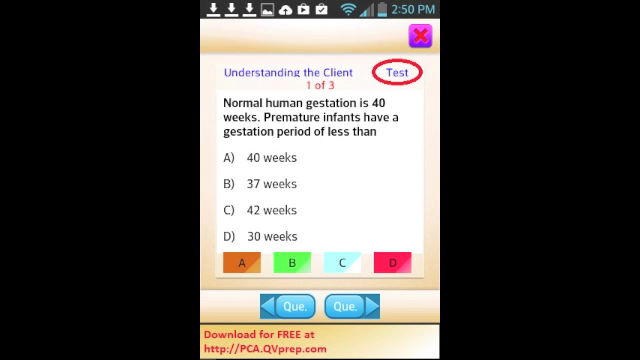 2:50 PM
Understanding the Client Test
1 of 3
Normal human gestation is 40
weeks. Premature infants have a
gestation period of less than
A) 40 weeks
B) 37 weeks
C) 42 weeks
D) 30 weeks
A B C D
Que. Que.
Download for FREE at
http://PCA.QVprep.com